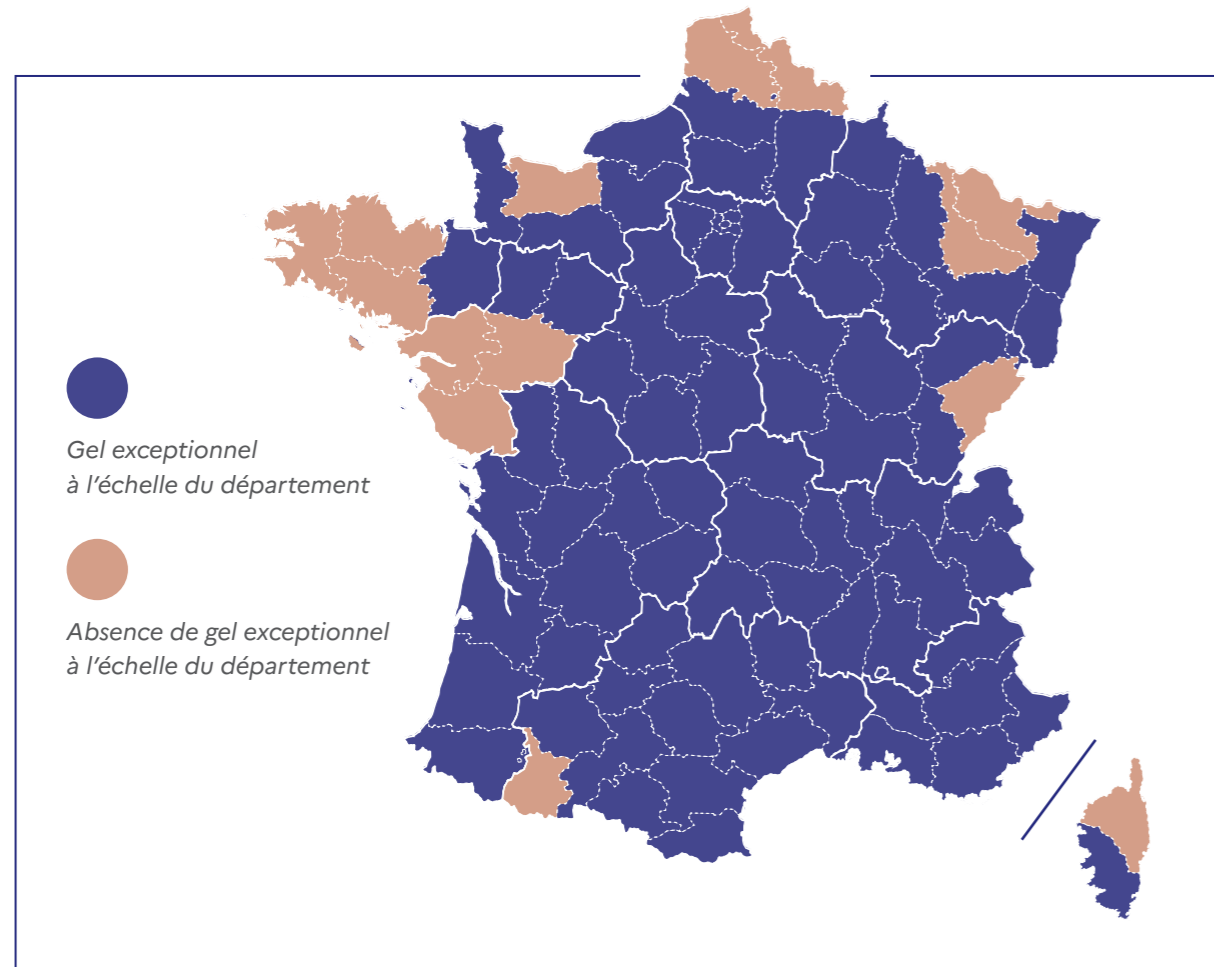 Gel exceptionnel
à l’échelle du département
Absence de gel exceptionnel
à l’échelle du département